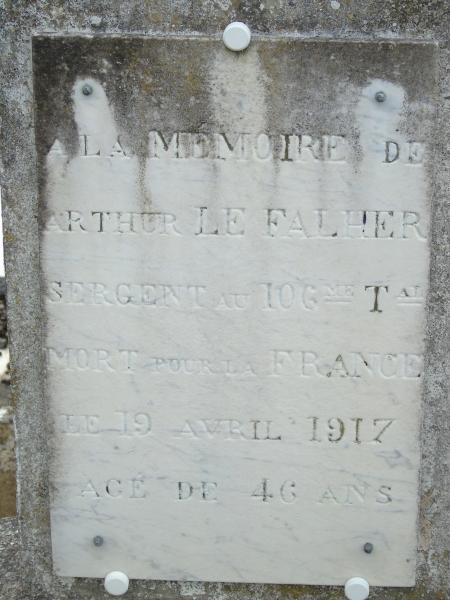 A LA MEMOIRE DE
ARTHUR LE FALHER
SERGENT AU 106ME TAL
MORT POUR LA FRANCE
LE 19 AVRIL 1917
AGÉ DE 46 ANS